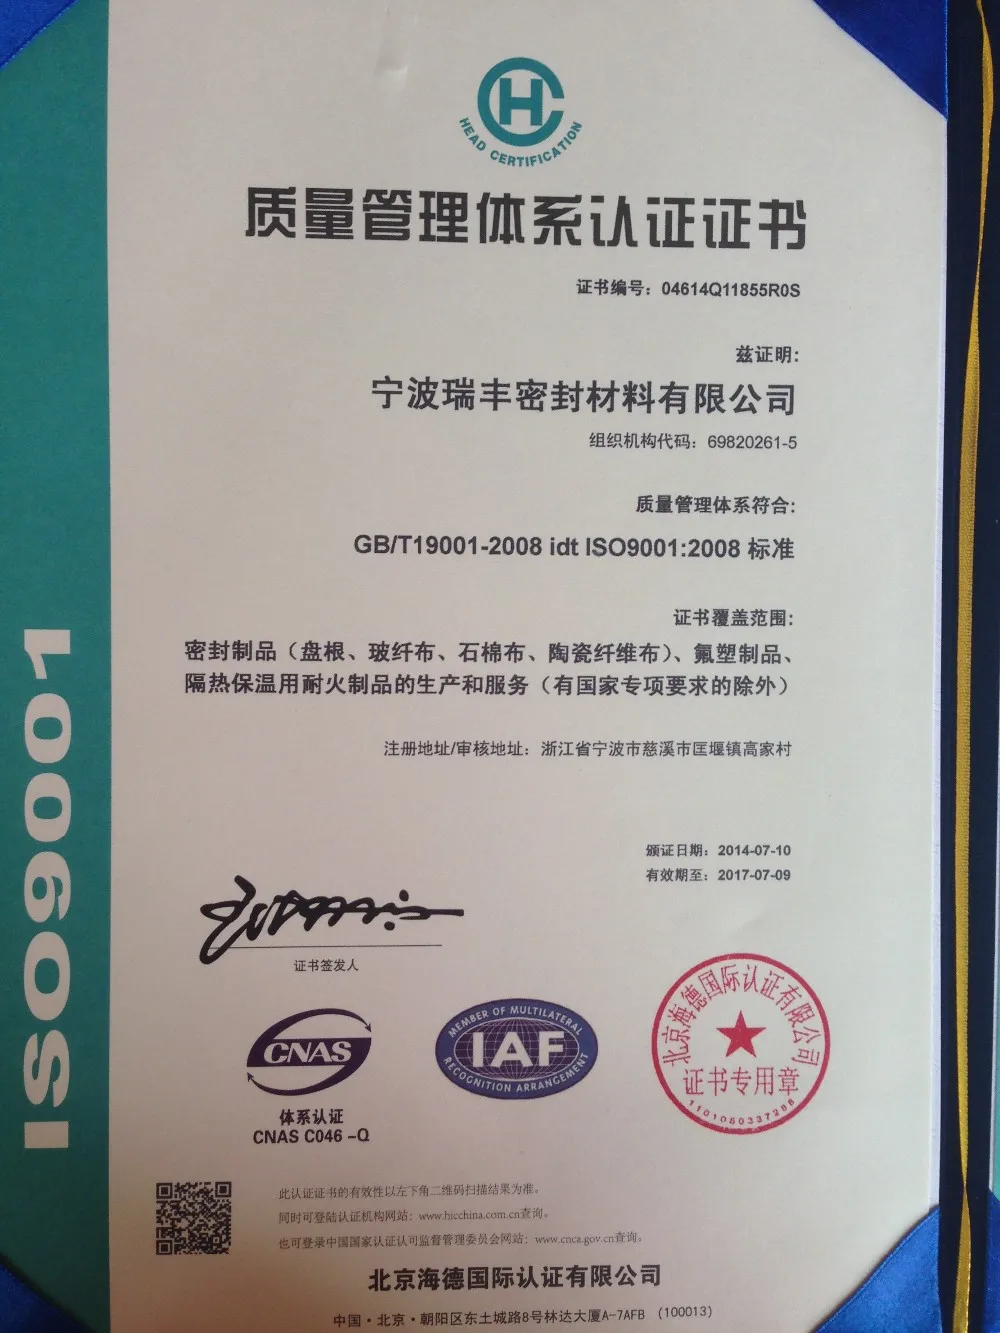 HEAD CERTIFICATION
质量管理体系认证证书
证书编号：04614Q11855R0S
兹证明:
宁波瑞丰密封材料有限公司
组织机构代码：69820261-5
质量管理体系符合:
GB/T19001-2008 idt ISO9001:2008 标准
证书覆盖范围:
密封制品（盘根、玻纤布、石棉布、陶瓷纤维布）、氟塑制品、
隔热保温用耐火制品的生产和服务（有国家专项要求的除外）
注册地址/审核地址：浙江省宁波市慈溪市匡堰镇高家村
颁证日期：2014-07-10
有效期至：2017-07-09
证书签发人
ISO9001
CNAS
体系认证
CNAS C046 -Q
MEMBER OF MULTILATERAL
IAF
RECOGNITION ARRANGEMENT
北京海德国际认证有限公司
证书专用章
1101050337288
此认证证书的有效性以左下角二维码扫描结果为准。
同时可登陆认证机构网站：www.hicchina.com.cn查询。
也可登录中国国家认证认可监督管理委员会网站：www.cnca.gov.cn查询。
北京海德国际认证有限公司
中国·北京·朝阳区东土城路8号林达大厦A-7AFB （100013）